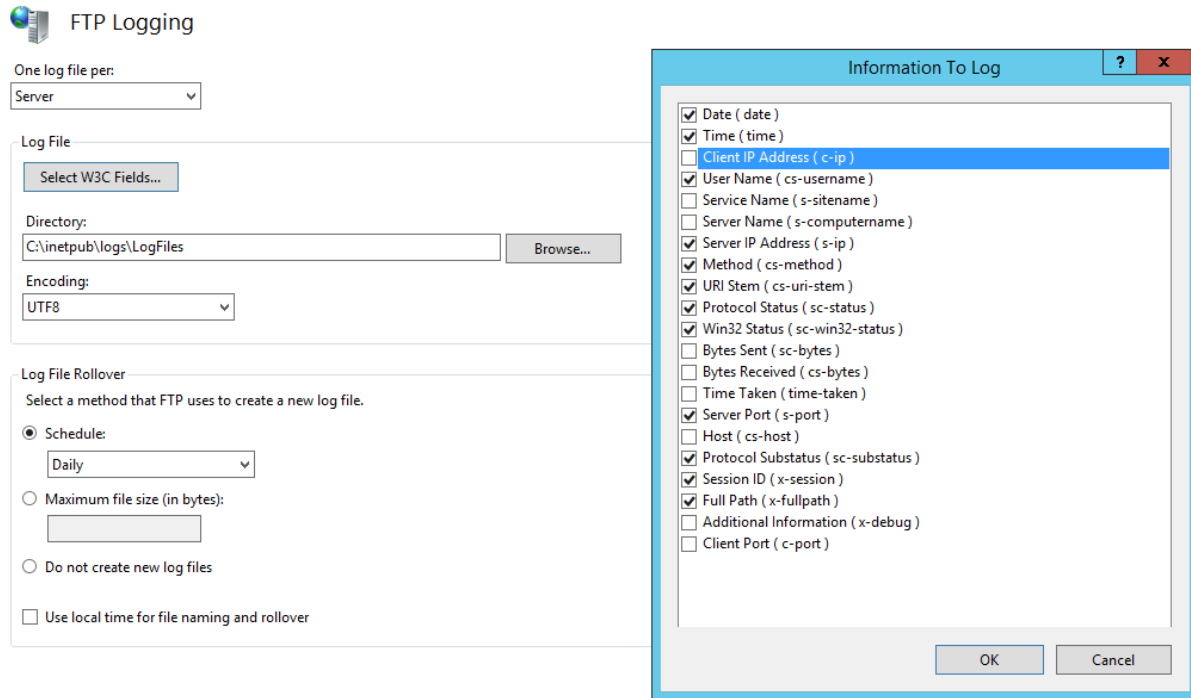 FTP Logging
One log file per:
Server
Log File
Select W3C Fields...
Directory:
C:\inetpub\logs\LogFiles
Browse...
Encoding:
UTF8
Log File Rollover
Select a method that FTP uses to create a new log file.
Schedule:
Daily
Maximum file size (in bytes):
Do not create new log files
Use local time for file naming and rollover
Information To Log
?
x
Date ( date )
Time ( time )
Client IP Address ( c-ip )
User Name ( cs-username )
Service Name ( s-sitename )
Server Name ( s-computername )
Server IP Address ( s-ip )
Method ( cs-method )
URI Stem ( cs-uri-stem )
Protocol Status ( sc-status )
Win32 Status ( sc-win32-status )
Bytes Sent ( sc-bytes )
Bytes Received ( cs-bytes )
Time Taken ( time-taken )
Server Port ( s-port )
Host ( cs-host )
Protocol Substatus ( sc-substatus )
Session ID ( x-session )
Full Path ( x-fullpath )
Additional Information ( x-debug )
Client Port ( c-port )
OK
Cancel